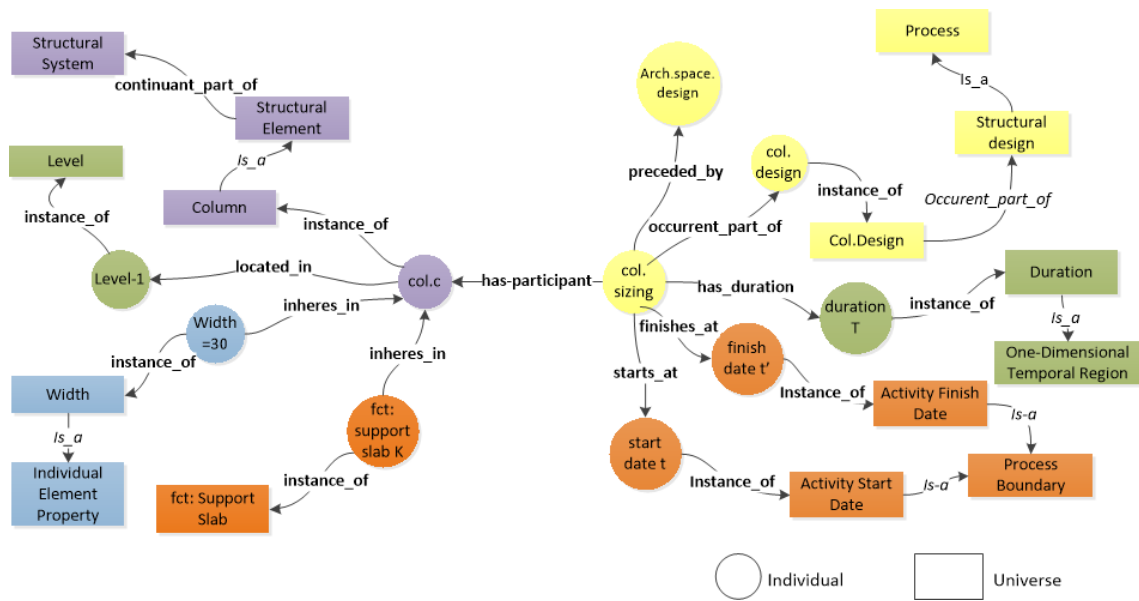 Structural
System
continuant_part_of
Structural
Element
Is_a
Column
Level
instance_of
Level-1
located_in
instance_of
col.c
Width
=30
inheres_in
instance_of
Width
Is_a
Individual
Element
Property
inheres_in
fct:
support
slab K
instance_of
fct: Support
Slab
has-participant
col.
sizing
Arch.space.
design
preceded_by
occurrent_part_of
col.
design
instance_of
Col.Design
Occurent_part_of
Structural
design
Is_a
Process
has_duration
duration
T
instance_of
Duration
Is_a
One-Dimensional
Temporal Region
finishes_at
finish
date t’
Instance_of
Activity Finish
Date
Is-a
starts_at
start
date t
Instance_of
Activity Start
Date
Is-a
Process
Boundary
Individual
Universe